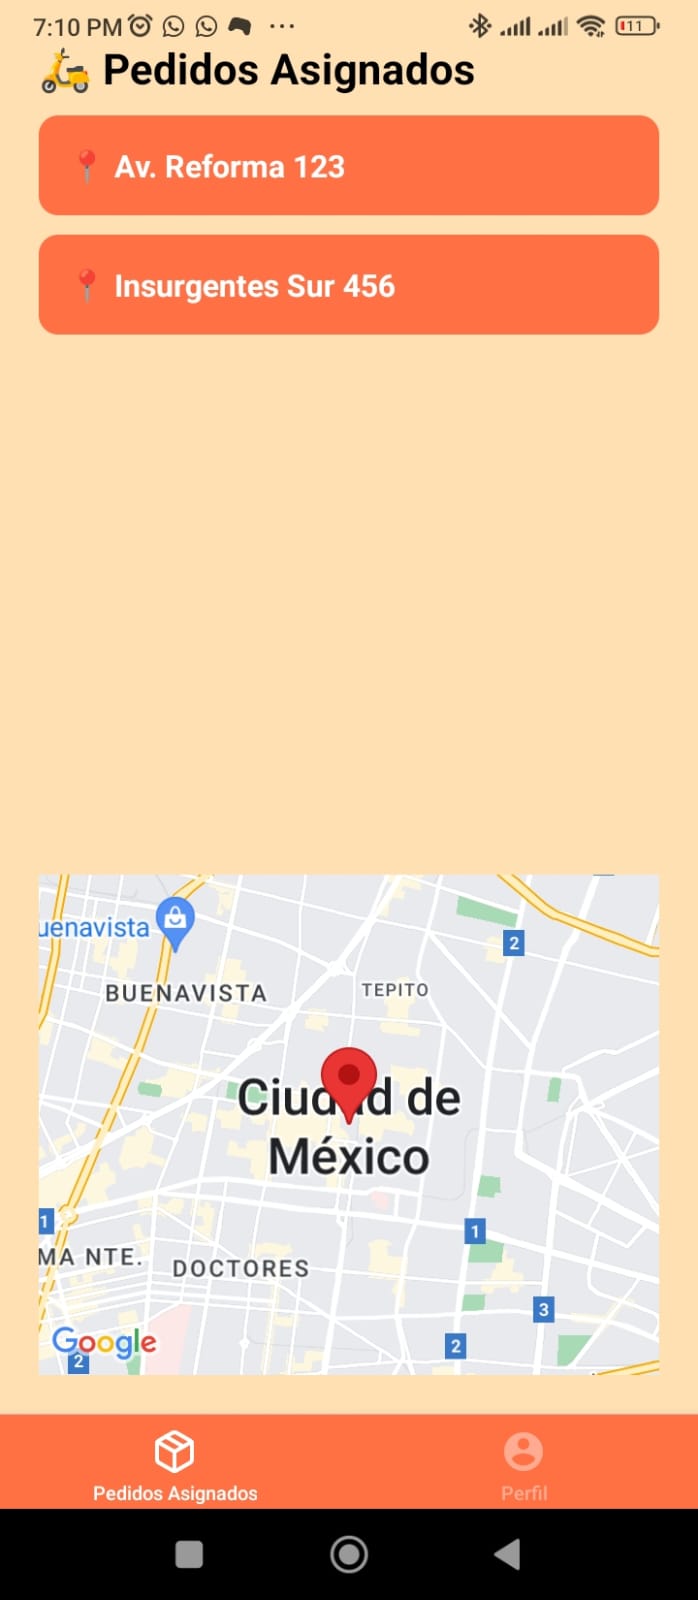 7:10 PM
11
Pedidos Asignados
Av. Reforma 123
Insurgentes Sur 456
uenavista
2
BUENAVISTA
TEPITO
Ciudad de
México
1
1
MA NTE.
DOCTORES
3
Google
2
2
Pedidos Asignados
Perfil